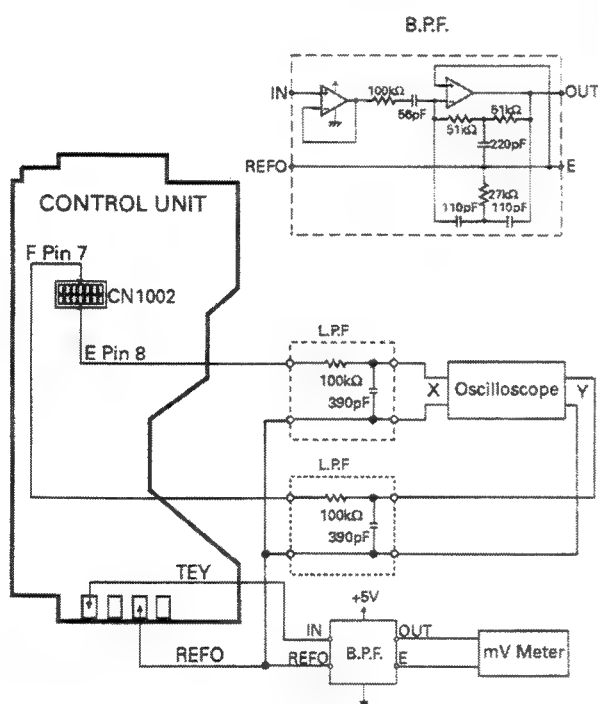 B.P.F.
IN
100kΩ
56pF
OUT
51kΩ
51kΩ
220pF
REFO
E
27kΩ
110pF
110pF
CONTROL UNIT
F Pin 7
CN1002
E Pin 8
L.P.F
100kΩ
390pF
X
Oscilloscope
Y
L.P.F
100kΩ
390pF
TEY
+5V
IN
OUT
REFO
REFO
B.P.F.
E
mV Meter